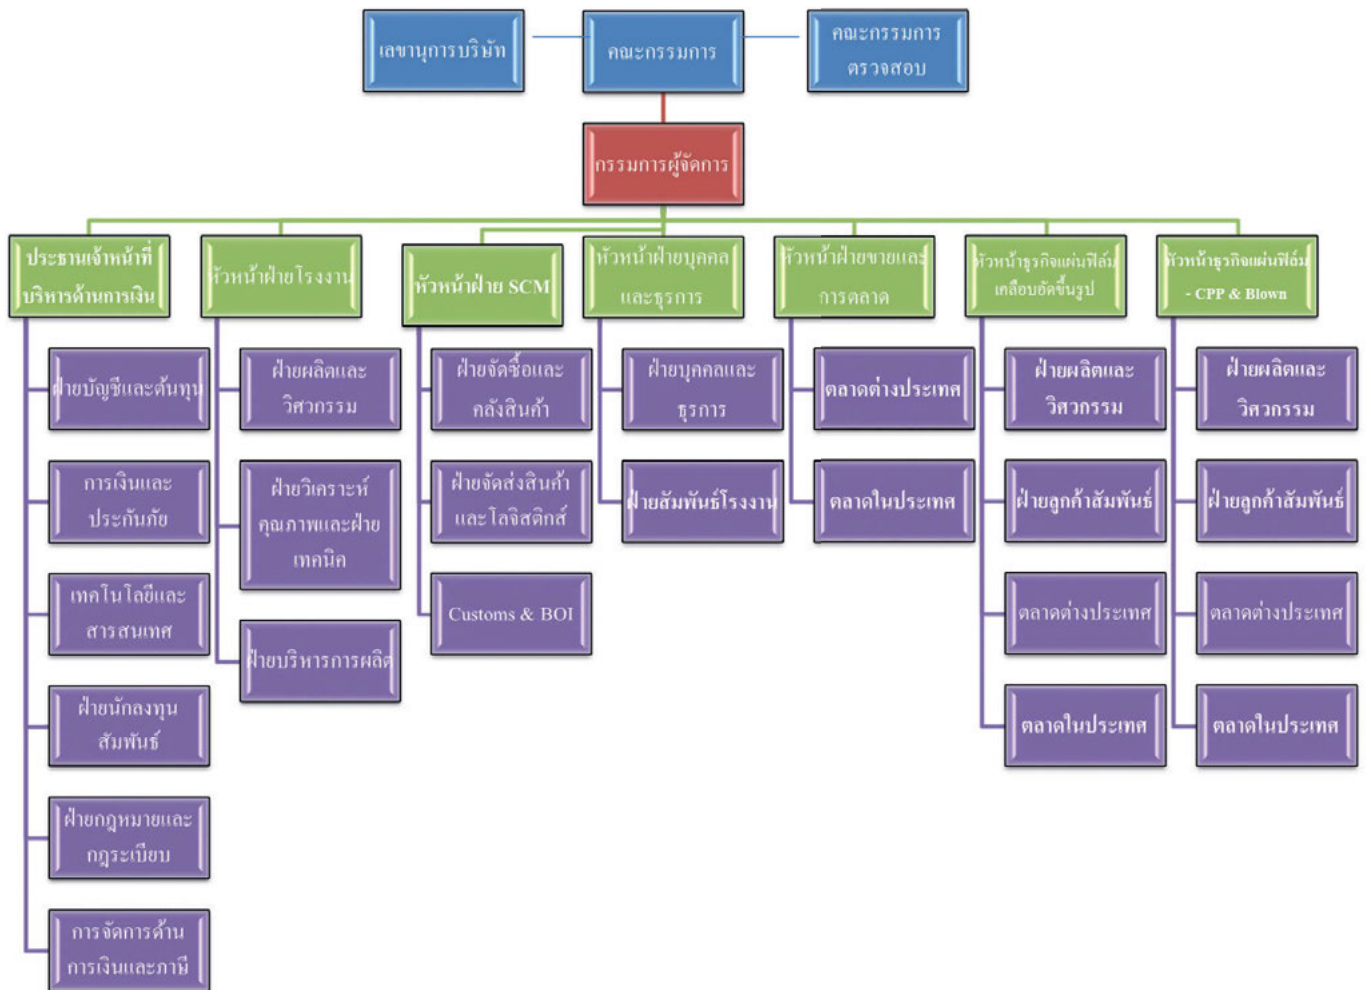 เลขานุการบริษัท
คณะกรรมการ
คณะกรรมการ
ตรวจสอบ
กรรมการผู้จัดการ
ประธานเจ้าหน้าที่
บริหารด้านการเงิน
หัวหน้าฝ่ายโรงงาน
หัวหน้าฝ่าย SCM
หัวหน้าฝ่ายบุคคล
และธุรการ
หัวหน้าฝ่ายขายและ
การตลาด
หัวหน้าธุรกิจแผ่นฟิล์ม
เคลือบอัดขึ้นรูป
หัวหน้าธุรกิจแผ่นฟิล์ม
- CPP & Blown
ฝ่ายบัญชีและต้นทุน
การเงินและ
ประกันภัย
เทคโนโลยีและ
สารสนเทศ
ฝ่ายนักลงทุน
สัมพันธ์
ฝ่ายกฎหมายและ
กฎระเบียบ
การจัดการด้าน
การเงินและภาษี
ฝ่ายผลิตและ
วิศวกรรม
ฝ่ายวิเคราะห์
คุณภาพและฝ่าย
เทคนิค
ฝ่ายบริหารการผลิต
ฝ่ายจัดซื้อและ
คลังสินค้า
ฝ่ายจัดส่งสินค้า
และโลจิสติกส์
Customs & BOI
ฝ่ายบุคคลและ
ธุรการ
ฝ่ายสัมพันธ์โรงงาน
ตลาดต่างประเทศ
ตลาดในประเทศ
ฝ่ายผลิตและ
วิศวกรรม
ฝ่ายลูกค้าสัมพันธ์
ตลาดต่างประเทศ
ตลาดในประเทศ
ฝ่ายผลิตและ
วิศวกรรม
ฝ่ายลูกค้าสัมพันธ์
ตลาดต่างประเทศ
ตลาดในประเทศ